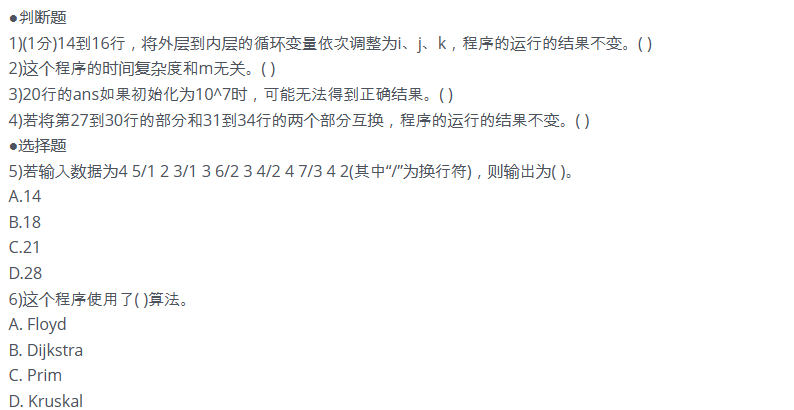 ●判断题
1)(1分)14到16行，将外层到内层的循环变量依次调整为i、j、k，程序的运行的结果不变。( )
2)这个程序的时间复杂度和m无关。( )
3)20行的ans如果初始化为10^7时，可能无法得到正确结果。( )
4)若将第27到30行的部分和31到34行的两个部分互换，程序的运行的结果不变。( )
●选择题
5)若输入数据为4 5/1 2 3/1 3 6/2 3 4/2 4 7/3 4 2(其中“/”为换行符)，则输出为( )。
A.14
B.18
C.21
D.28
6)这个程序使用了( )算法。
A. Floyd
B. Dijkstra
C. Prim
D. Kruskal